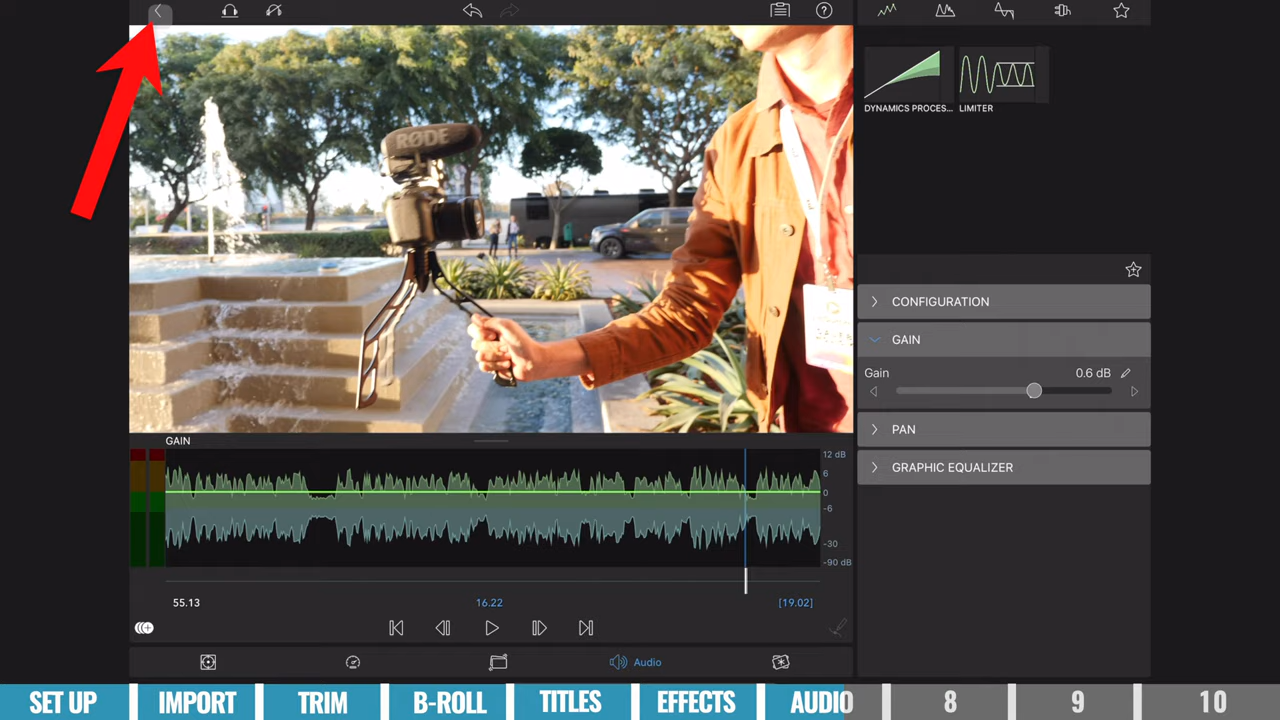 DYNAMICS PROCES...
LIMITER
RØDE
CONFIGURATION
GAIN
Gain
0.6 dB
PAN
GRAPHIC EQUALIZER
GAIN
12 dB
6
0
-6
-30
-90 dB
55.13
16.22
[19.02]
Audio
SET UP
IMPORT
TRIM
B-ROLL
TITLES
EFFECTS
AUDIO
8
9
10